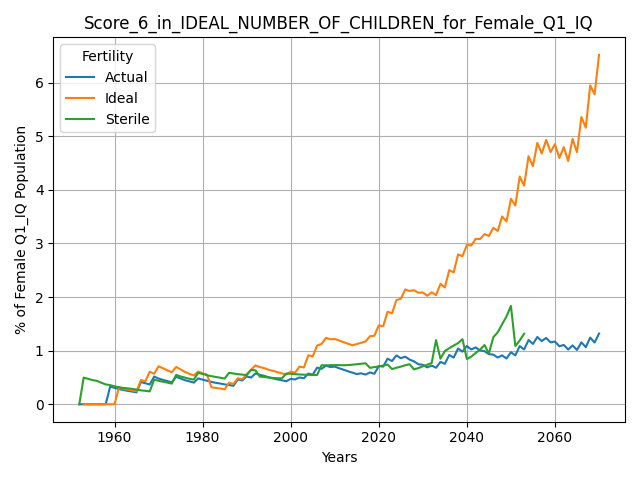 Score_6_in_IDEAL_NUMBER_OF_CHILDREN_for_Female_Q1_IQ
Fertility
Actual
Ideal
Sterile
% of Female Q1_IQ Population
6
5
4
3
2
1
0
1960
1980
2000
2020
2040
2060
Years